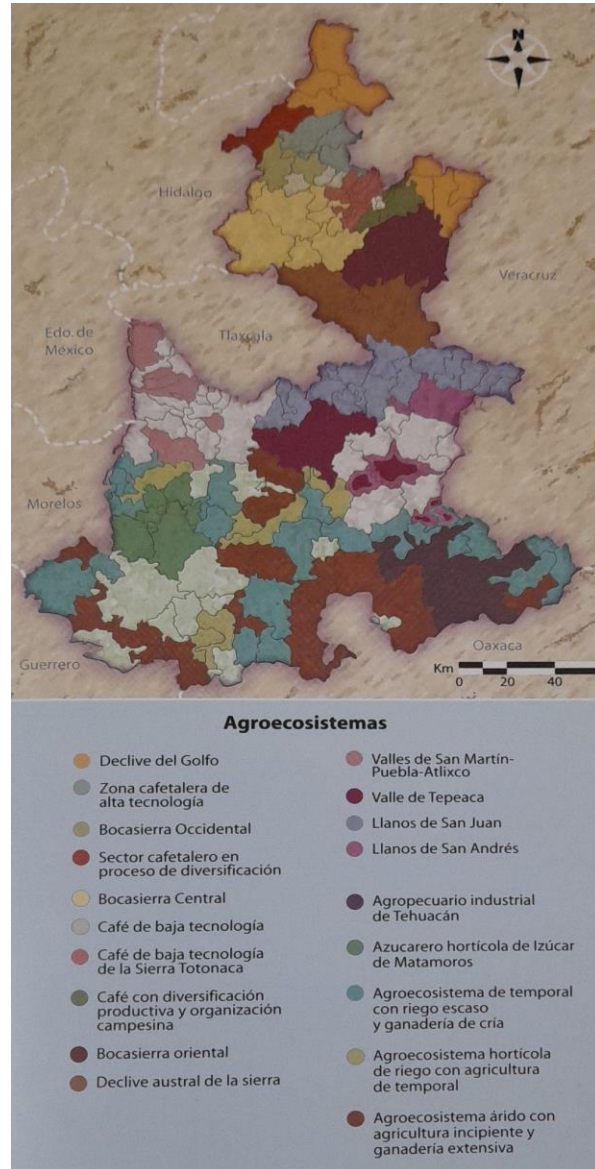 N
Hidalgo
Veracruz
Edo. de
México
Tlaxcala
Morelos
Guerrero
Oaxaca
Km
0 20 40
Agroecosistemas
Declive del Golfo
Zona cafetalera de
alta tecnología
Bocasierra Occidental
Sector cafetalero en
proceso de diversificación
Bocasierra Central
Café de baja tecnología
Café de baja tecnología
de la Sierra Totonaca
Café con diversificación
productiva y organización
campesina
Bocasierra oriental
Declive austral de la sierra
Valles de San Martín-
Puebla-Atlixco
Valle de Tepeaca
Llanos de San Juan
Llanos de San Andrés
Agropecuario industrial
de Tehuacán
Azucarero hortícola de Izúcar
de Matamoros
Agroecosistema de temporal
con riego escaso
y ganadería de cría
Agroecosistema hortícola
de riego con agricultura
de temporal
Agroecosistema árido con
agricultura incipiente y
ganadería extensiva